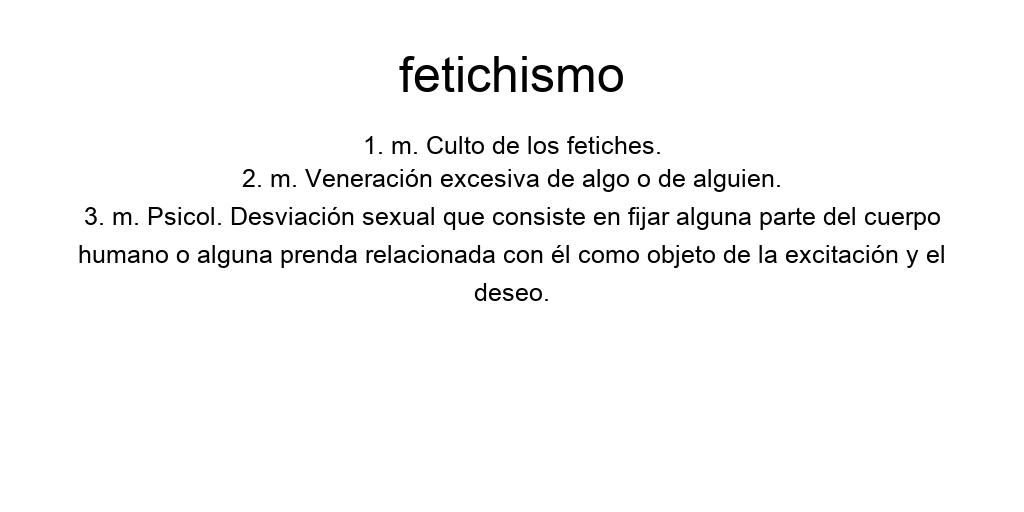 fetichismo
1. m. Culto de los fetiches.
2. m. Veneración excesiva de algo o de alguien.
3. m. Psicol. Desviación sexual que consiste en fijar alguna parte del cuerpo
humano o alguna prenda relacionada con él como objeto de la excitación y el
deseo.